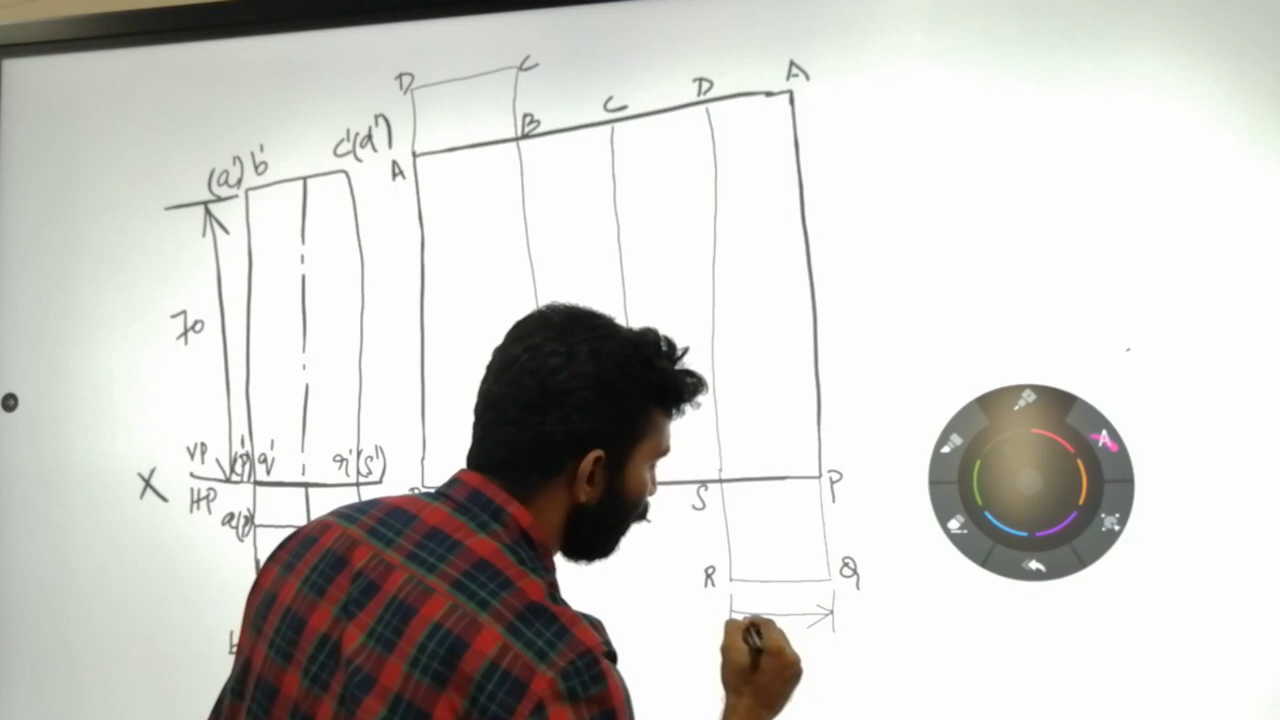 D C
B C D A
(a') b' c'(d')
A
70
VP (p') q' r'(s')
X
HP
a(p)
S P
R Q
b
A